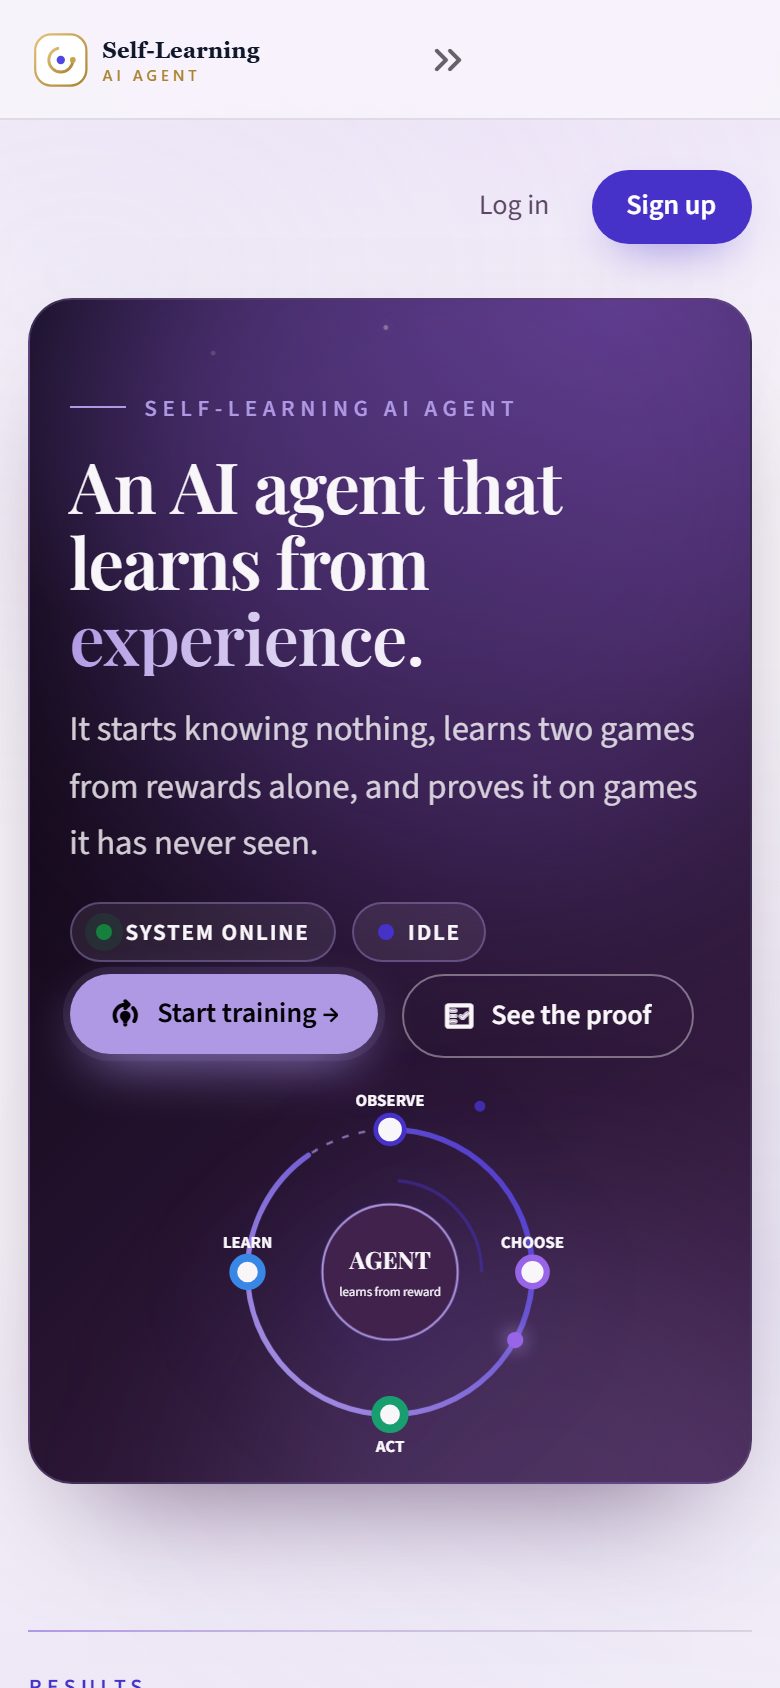 Self-Learning
AI AGENT
Log in
Sign up
SELF-LEARNING AI AGENT
An AI agent that
learns from
experience.
It starts knowing nothing, learns two games
from rewards alone, and proves it on games
it has never seen.
SYSTEM ONLINE
IDLE
Start training →
See the proof
OBSERVE
LEARN
CHOOSE
AGENT
learns from reward
ACT
RESULTS